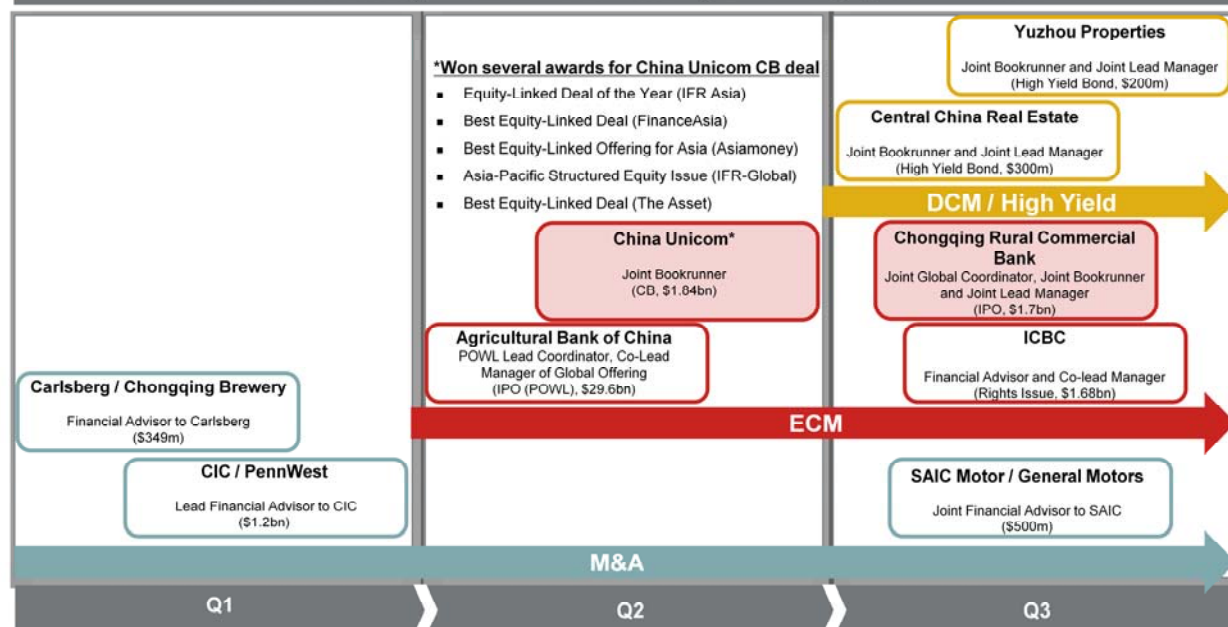 Yuzhou Properties
Joint Bookrunner and Joint Lead Manager
(High Yield Bond, $200m)
*Won several awards for China Unicom CB deal
▪ Equity-Linked Deal of the Year (IFR Asia)
▪ Best Equity-Linked Deal (FinanceAsia)
▪ Best Equity-Linked Offering for Asia (Asiamoney)
▪ Asia-Pacific Structured Equity Issue (IFR-Global)
▪ Best Equity-Linked Deal (The Asset)
Central China Real Estate
Joint Bookrunner and Joint Lead Manager
(High Yield Bond, $300m)
DCM / High Yield
China Unicom*
Joint Bookrunner
(CB, $1.84bn)
Chongqing Rural Commercial
Bank
Joint Global Coordinator, Joint Bookrunner
and Joint Lead Manager
(IPO, $1.7bn)
Agricultural Bank of China
POWL Lead Coordinator, Co-Lead
Manager of Global Offering
(IPO (POWL), $29.6bn)
ICBC
Financial Advisor and Co-lead Manager
(Rights Issue, $1.68bn)
Carlsberg / Chongqing Brewery
Financial Advisor to Carlsberg
($349m)
ECM
CIC / PennWest
Lead Financial Advisor to CIC
($1.2bn)
SAIC Motor / General Motors
Joint Financial Advisor to SAIC
($500m)
M&A
Q1
Q2
Q3